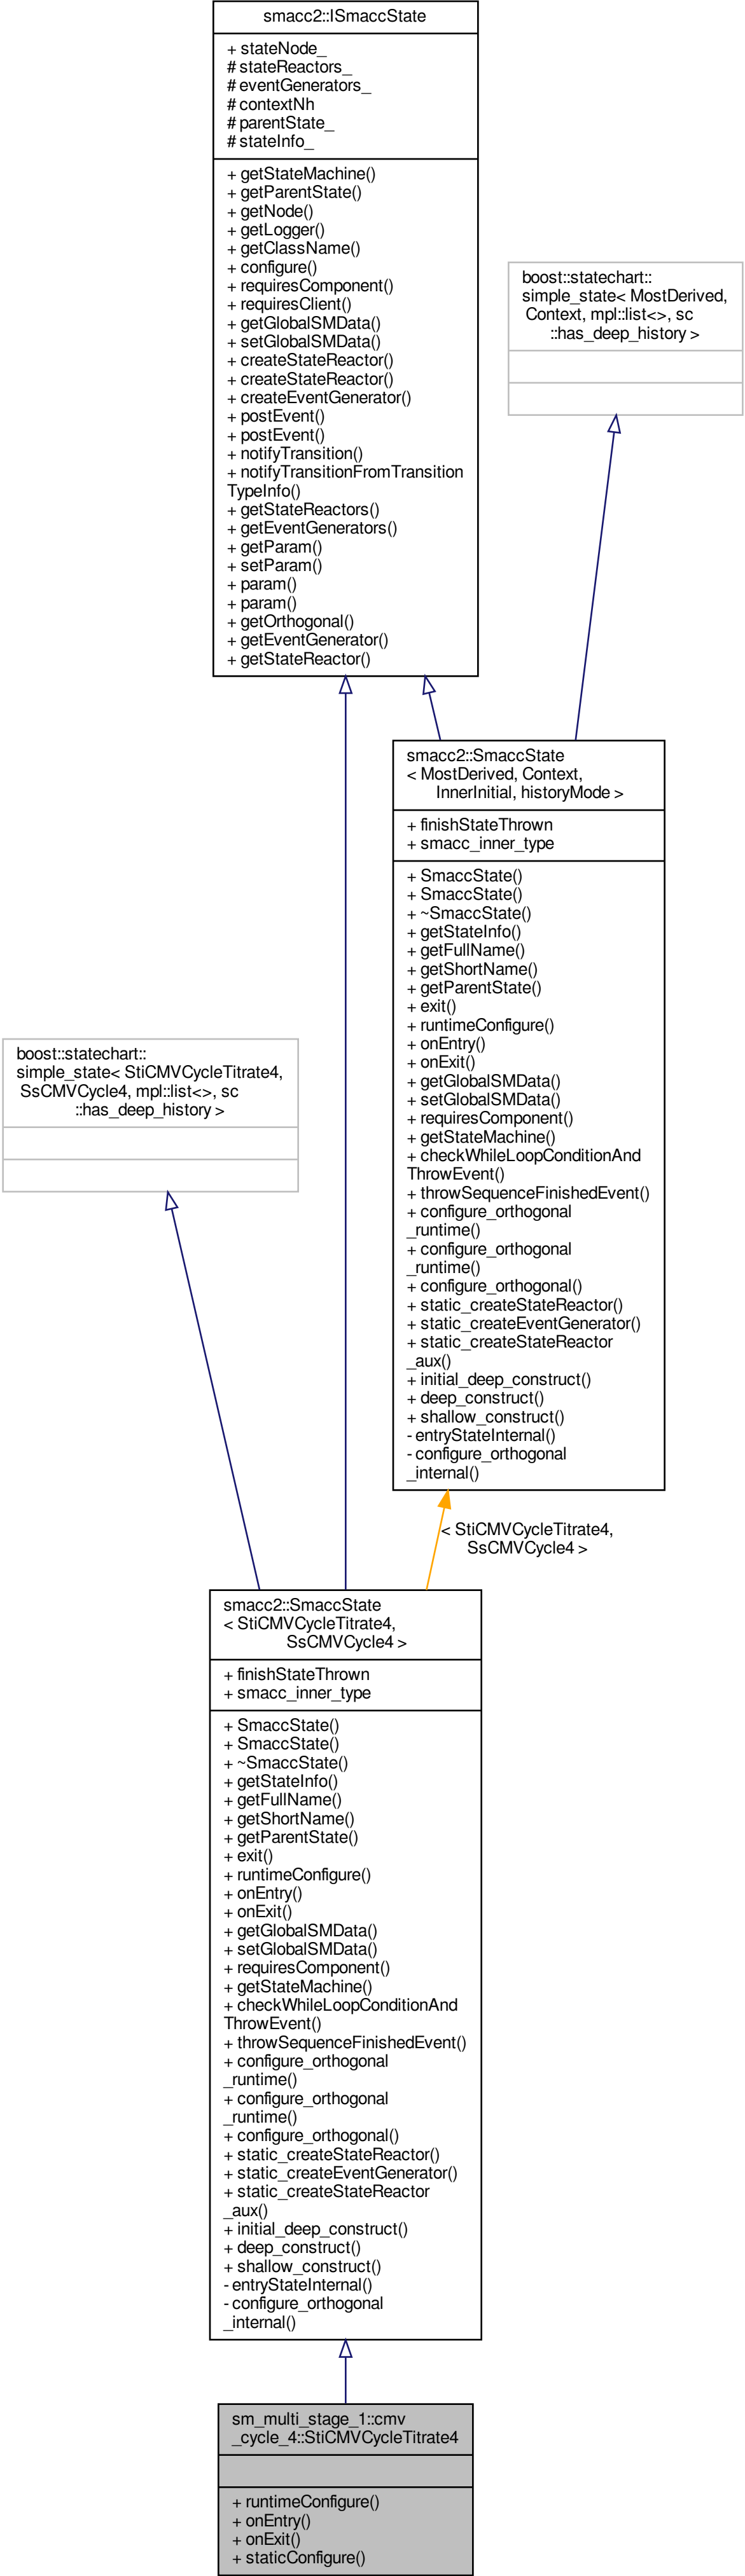 smacc2::ISmaccState
+ stateNode_
# stateReactors_
# eventGenerators_
# contextNh
# parentState_
# stateInfo_
+ getStateMachine()
+ getParentState()
+ getNode()
+ getLogger()
+ getClassName()
+ configure()
+ requiresComponent()
+ requiresClient()
+ getGlobalSMData()
+ setGlobalSMData()
+ createStateReactor()
+ createStateReactor()
+ createEventGenerator()
+ postEvent()
+ postEvent()
+ notifyTransition()
+ notifyTransitionFromTransition
TypeInfo()
+ getStateReactors()
+ getEventGenerators()
+ getParam()
+ setParam()
+ param()
+ param()
+ getOrthogonal()
+ getEventGenerator()
+ getStateReactor()
boost::statechart::
simple_state< MostDerived,
Context, mpl::list<>, sc
::has_deep_history >
smacc2::SmaccState
< MostDerived, Context,
InnerInitial, historyMode >
+ finishStateThrown
+ smacc_inner_type
+ SmaccState()
+ SmaccState()
+ ~SmaccState()
+ getStateInfo()
+ getFullName()
+ getShortName()
+ getParentState()
+ exit()
+ runtimeConfigure()
+ onEntry()
+ onExit()
+ getGlobalSMData()
+ setGlobalSMData()
+ requiresComponent()
+ getStateMachine()
+ checkWhileLoopConditionAnd
ThrowEvent()
+ throwSequenceFinishedEvent()
+ configure_orthogonal
_runtime()
+ configure_orthogonal
_runtime()
+ configure_orthogonal()
+ static_createStateReactor()
+ static_createEventGenerator()
+ static_createStateReactor
_aux()
+ initial_deep_construct()
+ deep_construct()
+ shallow_construct()
- entryStateInternal()
- configure_orthogonal
_internal()
boost::statechart::
simple_state< StiCMVCycleTitrate4,
SsCMVCycle4, mpl::list<>, sc
::has_deep_history >
< StiCMVCycleTitrate4,
SsCMVCycle4 >
smacc2::SmaccState
< StiCMVCycleTitrate4,
SsCMVCycle4 >
+ finishStateThrown
+ smacc_inner_type
+ SmaccState()
+ SmaccState()
+ ~SmaccState()
+ getStateInfo()
+ getFullName()
+ getShortName()
+ getParentState()
+ exit()
+ runtimeConfigure()
+ onEntry()
+ onExit()
+ getGlobalSMData()
+ setGlobalSMData()
+ requiresComponent()
+ getStateMachine()
+ checkWhileLoopConditionAnd
ThrowEvent()
+ throwSequenceFinishedEvent()
+ configure_orthogonal
_runtime()
+ configure_orthogonal
_runtime()
+ configure_orthogonal()
+ static_createStateReactor()
+ static_createEventGenerator()
+ static_createStateReactor
_aux()
+ initial_deep_construct()
+ deep_construct()
+ shallow_construct()
- entryStateInternal()
- configure_orthogonal
_internal()
sm_multi_stage_1::cmv
_cycle_4::StiCMVCycleTitrate4
+ runtimeConfigure()
+ onEntry()
+ onExit()
+ staticConfigure()